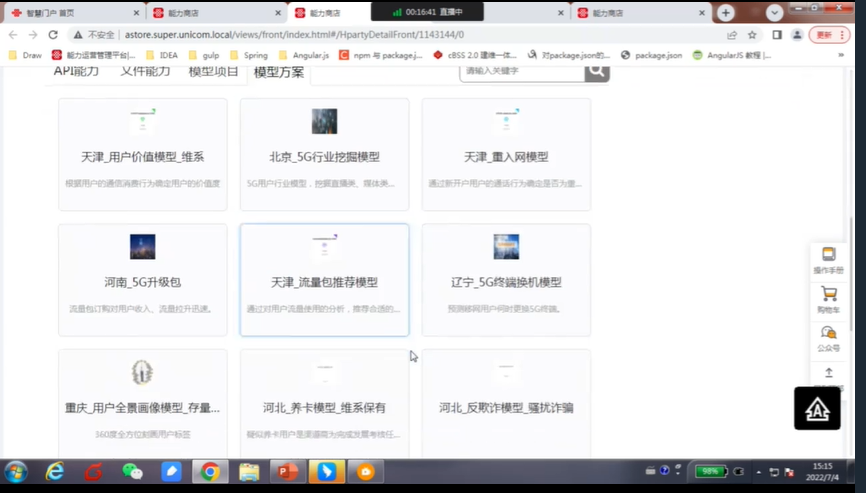 智慧门户 首页
能力商店
能力商店
00:16:41 直播中
能力商店
不安全 | astore.super.unicom.local/views/front/index.html#/HpartyDetailFront/1143144/0
更新
Draw
能力运营管理平台|...
IDEA
gulp
Spring
Angular.js
npm 与 package.j...
cBSS 2.0 建维一体...
对package.json的...
package.json
AngularJS 教程 |...
API能力
文件能力
模型项目
模型方案
请输入关键字
天津_用户价值模型_维系
根据用户的通信消费行为确定用户的价值度
北京_5G行业挖掘模型
5G用户行业模型，挖掘直播类、媒体类...
天津_重入网模型
通过新开户用户的通话行为确定是否为重...
河南_5G升级包
流量包订购对用户收入、流量拉升迅速。
天津_流量包推荐模型
通过对用户流量使用的分析，推荐合适的...
辽宁_5G终端换机模型
预测移网用户何时更换5G终端。
重庆_用户全景画像模型_存量...
360度全方位刻画用户标签
河北_养卡模型_维系保有
疑似养卡用户是渠道商为完成发展考核任...
河北_反欺诈模型_骚扰诈骗
操作手册
购物车
公众号
98%
15:15
2022/7/4